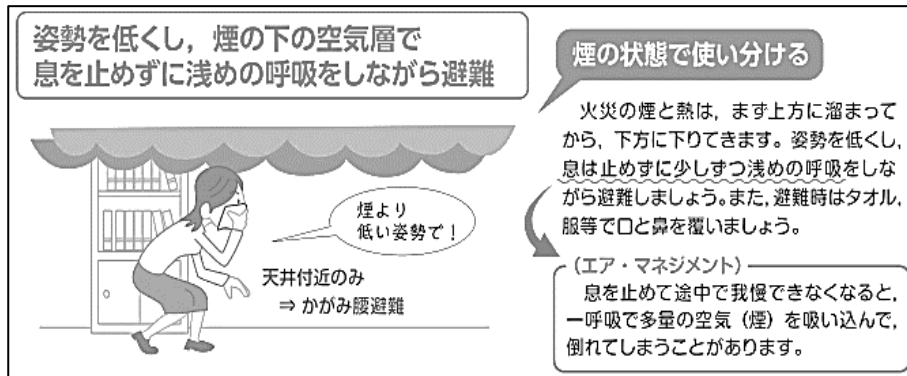 姿勢を低くし，煙の下の空気層で
息を止めずに浅めの呼吸をしながら避難
煙より
低い姿勢で！
天井付近のみ
⇒ かがみ腰避難
煙の状態で使い分ける
火災の煙と熱は，まず上方に溜まって
から，下方に下りてきます。姿勢を低くし，
息は止めずに少しずつ浅めの呼吸をしな
がら避難しましょう。また，避難時はタオル，
服等で口と鼻を覆いましょう。
（エア・マネジメント）
息を止めて途中で我慢できなくなると，
一呼吸で多量の空気（煙）を吸い込んで，
倒れてしまうことがあります。